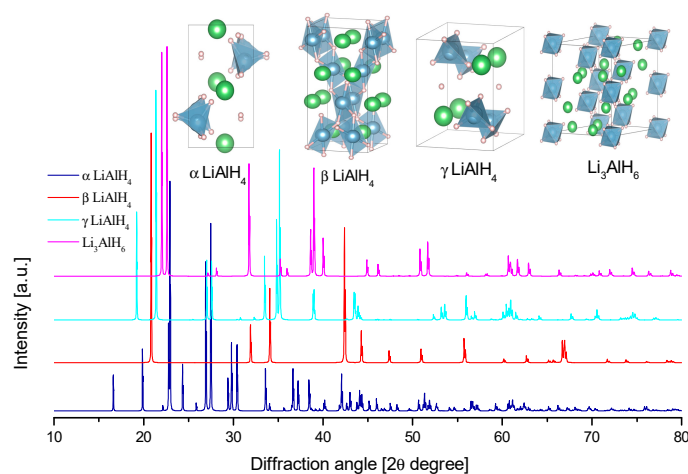 α LiAlH₄
β LiAlH₄
γ LiAlH₄
Li₃AlH₆
α LiAlH₄
β LiAlH₄
γ LiAlH₄
Li₃AlH₆
Intensity [a.u.]
10 20 30 40 50 60 70 80
Diffraction angle [2θ degree]